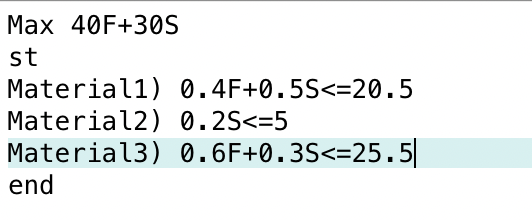 Max 40F+30S
st
Material1) 0.4F+0.5S<=20.5
Material2) 0.2S<=5
Material3) 0.6F+0.3S<=25.5
end